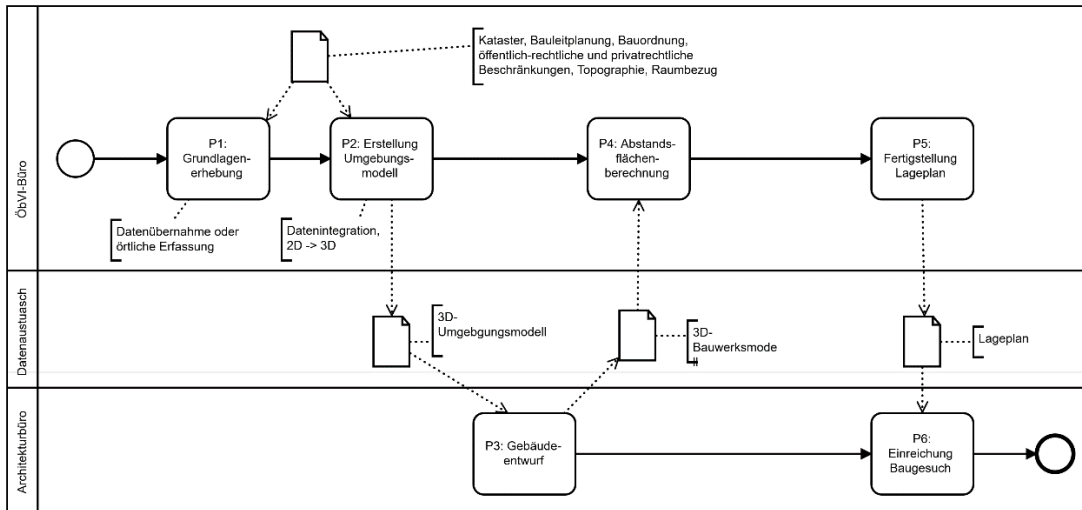 ÖbVI-Büro
Kataster, Bauleitplanung, Bauordnung,
öffentlich-rechtliche und privatrechtliche
Beschränkungen, Topographie, Raumbezug
P1:
Grundlagen-
erhebung
P2: Erstellung
Umgebungs-
modell
P4: Abstands-
flächen-
berechnung
P5:
Fertigstellung
Lageplan
Datenübernahme oder
örtliche Erfassung
Datenintegration,
2D -> 3D
Datenaustuasch
3D-
Umgebgungsmodell
3D-
Bauwerksmode
ll
Lageplan
Architekturbüro
P3: Gebäude-
entwurf
P6:
Einreichung
Baugesuch